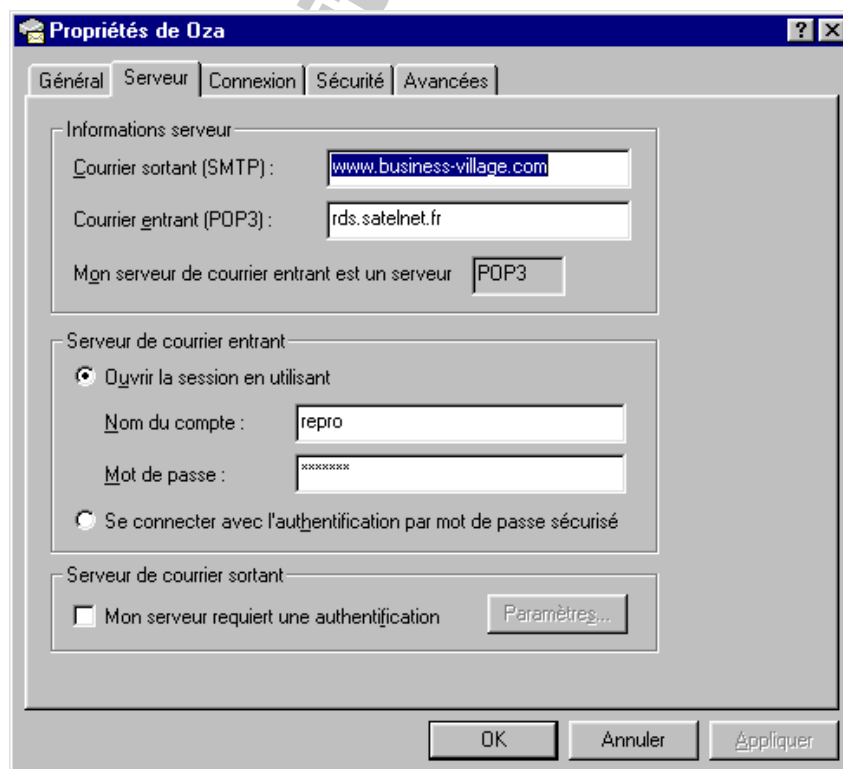 Propriétés de Oza
Général Serveur Connexion Sécurité Avancées
Informations serveur
Courrier sortant (SMTP) : www.business-village.com
Courrier entrant (POP3) : rds.satelnet.fr
Mon serveur de courrier entrant est un serveur POP3
Serveur de courrier entrant
Ouvrir la session en utilisant
Nom du compte : repro
Mot de passe : *******
Se connecter avec l'authentification par mot de passe sécurisé
Serveur de courrier sortant
Mon serveur requiert une authentification Paramètres...
OK Annuler Appliquer